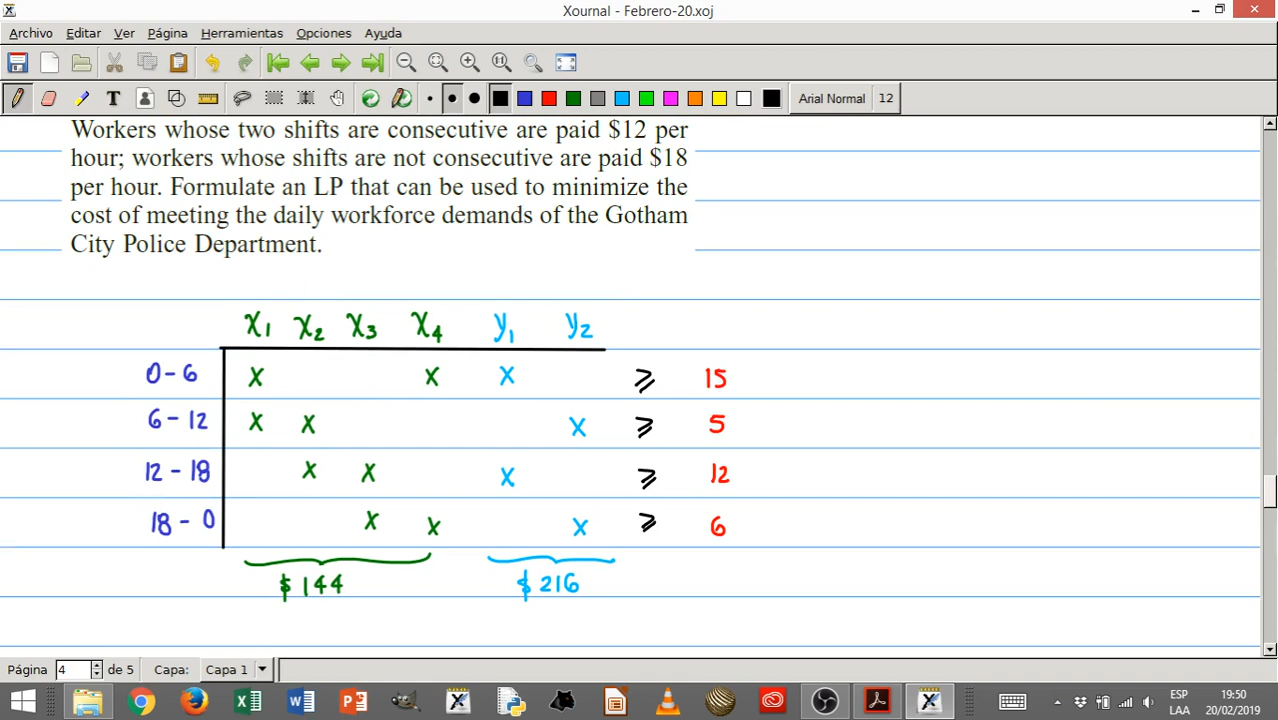 Xournal - Febrero-20.xoj
Archivo Editar Ver Página Herramientas Opciones Ayuda
T Arial Normal 12
Workers whose two shifts are consecutive are paid $12 per
hour; workers whose shifts are not consecutive are paid $18
per hour. Formulate an LP that can be used to minimize the
cost of meeting the daily workforce demands of the Gotham
City Police Department.
x₁ x₂ x₃ x₄ y₁ y₂
0 - 6 x x x ≥ 15
6 - 12 x x x ≥ 5
12 - 18 x x x ≥ 12
18 - 0 x x x ≥ 6
$ 144 $ 216
Página 4 de 5 Capa: Capa 1
ESP 19:50
LAA 20/02/2019